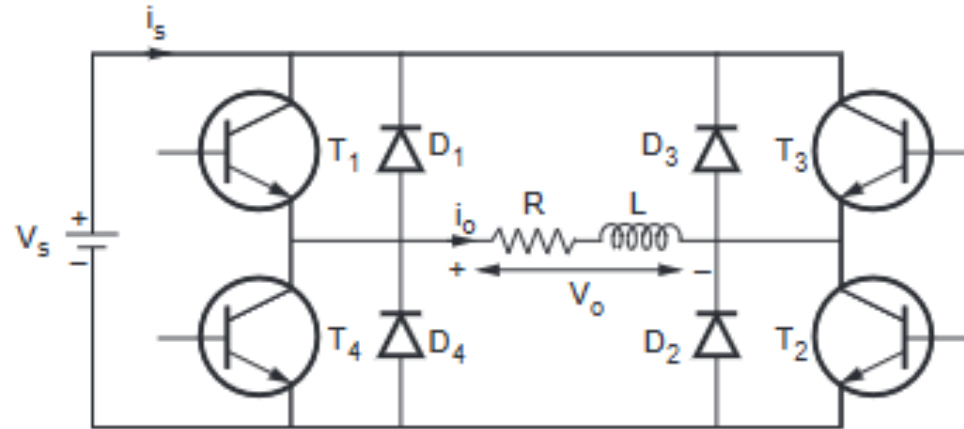 i_s
T_1 D_1 D_3 T_3
i_o R L
V_s + −
+ V_o −
T_4 D_4 D_2 T_2